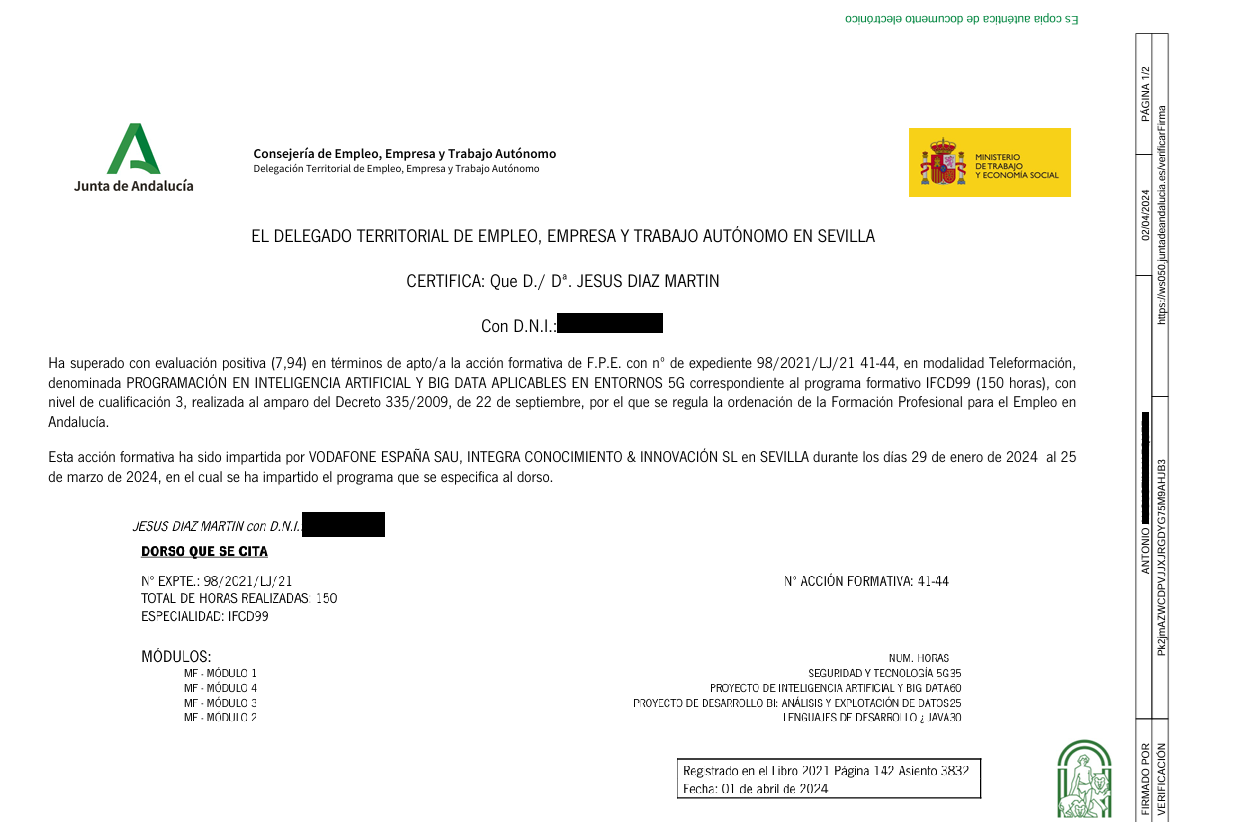 Es copia auténtica de documento electrónico
Junta de Andalucía
Consejería de Empleo, Empresa y Trabajo Autónomo
Delegación Territorial de Empleo, Empresa y Trabajo Autónomo
MINISTERIO
DE TRABAJO
Y ECONOMÍA SOCIAL
EL DELEGADO TERRITORIAL DE EMPLEO, EMPRESA Y TRABAJO AUTÓNOMO EN SEVILLA
CERTIFICA: Que D./ Dª. JESUS DIAZ MARTIN
Con D.N.I.:
Ha superado con evaluación positiva (7,94) en términos de apto/a la acción formativa de F.P.E. con nº de expediente 98/2021/LJ/21 41-44, en modalidad Teleformación,
denominada PROGRAMACIÓN EN INTELIGENCIA ARTIFICIAL Y BIG DATA APLICABLES EN ENTORNOS 5G correspondiente al programa formativo IFCD99 (150 horas), con
nivel de cualificación 3, realizada al amparo del Decreto 335/2009, de 22 de septiembre, por el que se regula la ordenación de la Formación Profesional para el Empleo en
Andalucía.
Esta acción formativa ha sido impartida por VODAFONE ESPAÑA SAU, INTEGRA CONOCIMIENTO & INNOVACIÓN SL en SEVILLA durante los días 29 de enero de 2024 al 25
de marzo de 2024, en el cual se ha impartido el programa que se especifica al dorso.
JESUS DIAZ MARTIN con D.N.I.:
DORSO QUE SE CITA
N° EXPTE.: 98/2021/LJ/21 N° ACCIÓN FORMATIVA: 41-44
TOTAL DE HORAS REALIZADAS: 150
ESPECIALIDAD: IFCD99
MÓDULOS: NUM. HORAS
MF - MÓDULO 1 SEGURIDAD Y TECNOLOGÍA 5G35
MF - MÓDULO 4 PROYECTO DE INTELIGENCIA ARTIFICIAL Y BIG DATA60
MF - MÓDULO 3 PROYECTO DE DESARROLLO BI: ANÁLISIS Y EXPLOTACIÓN DE DATOS25
MF - MÓDULO 2 LENGUAJES DE DESARROLLO ¿ JAVA30
Registrado en el Libro 2021 Página 142 Asiento 3832
Fecha: 01 de abril de 2024
FIRMADO POR ANTONIO 02/04/2024 PÁGINA 1/2
VERIFICACIÓN Pk2jmAZWCDPVJJXJRGDYG75M9AHJB3 https://ws050.juntadeandalucia.es/verificarFirma